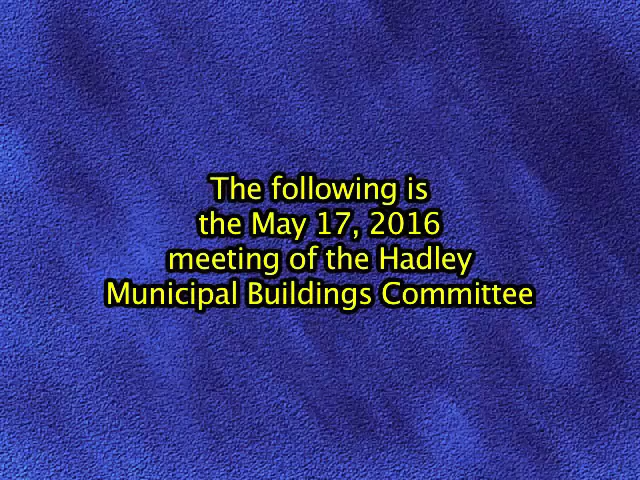 The following is
the May 17, 2016
meeting of the Hadley
Municipal Buildings Committee